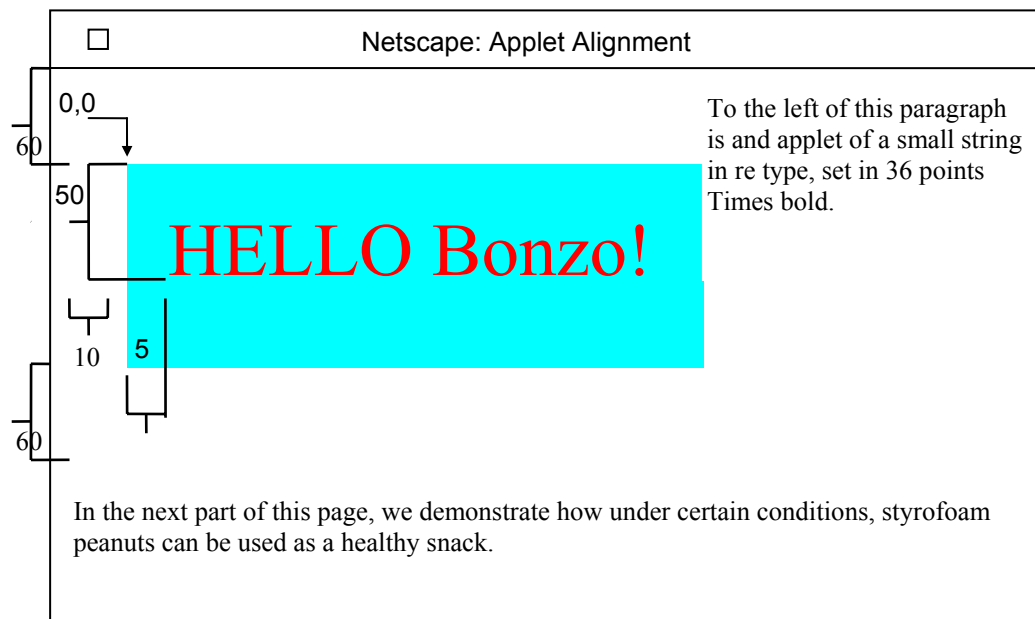 Netscape: Applet Alignment
0,0
To the left of this paragraph
is and applet of a small string
in re type, set in 36 points
Times bold.
60
50
HELLO Bonzo!
10
5
60
In the next part of this page, we demonstrate how under certain conditions, styrofoam
peanuts can be used as a healthy snack.